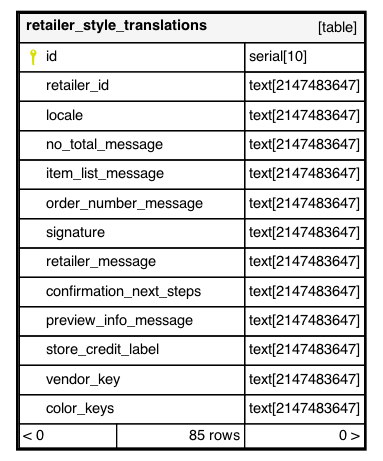 retailer_style_translations [table]
id serial[10]
retailer_id text[2147483647]
locale text[2147483647]
no_total_message text[2147483647]
item_list_message text[2147483647]
order_number_message text[2147483647]
signature text[2147483647]
retailer_message text[2147483647]
confirmation_next_steps text[2147483647]
preview_info_message text[2147483647]
store_credit_label text[2147483647]
vendor_key text[2147483647]
color_keys text[2147483647]
< 0 85 rows 0 >